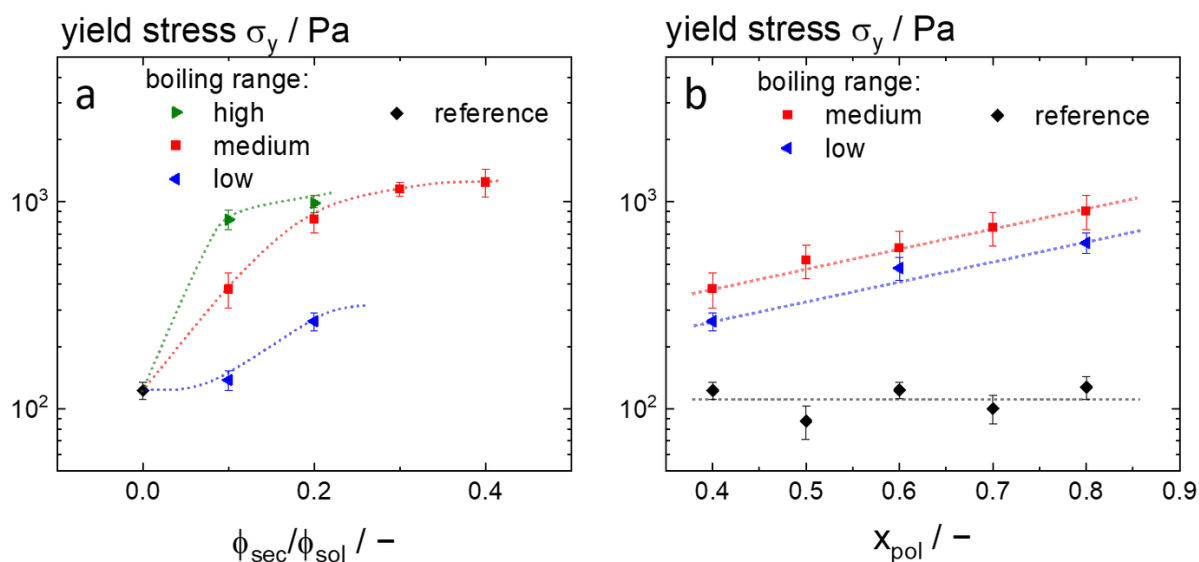 yield stress σy / Pa
a
boiling range:
high
medium
low
reference
10³
10²
0.0 0.2 0.4
ϕsec/ϕsol / −
yield stress σy / Pa
b
boiling range:
medium
low
reference
10³
10²
0.4 0.5 0.6 0.7 0.8 0.9
xpol / −